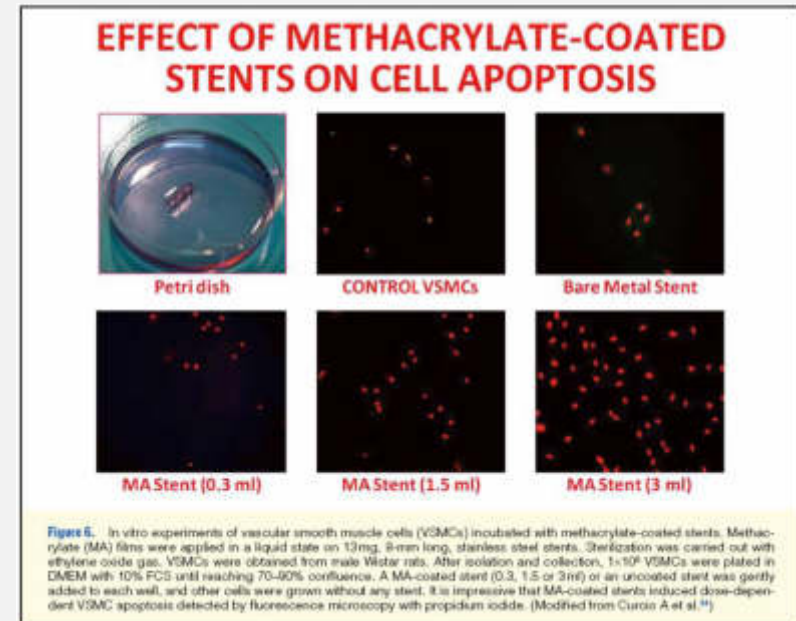 EFFECT OF METHACRYLATE-COATED
STENTS ON CELL APOPTOSIS
Petri dish
CONTROL VSMCs
Bare Metal Stent
MA Stent (0.3 ml)
MA Stent (1.5 ml)
MA Stent (3 ml)
Figure 6. In vitro experiments of vascular smooth muscle cells (VSMCs) incubated with methacrylate-coated stents. Methac-
rylate (MA) films were applied in a liquid state on 13 mg, 8-mm long, stainless steel stents. Sterilization was carried out with
ethylene oxide gas. VSMCs were obtained from male Wistar rats. After isolation and collection, 1×10⁶ VSMCs were plated in
DMEM with 10% FCS until reaching 70–90% confluence. A MA-coated stent (0.3, 1.5 or 3 ml) or an uncoated stent was gently
added to each well, and other cells were grown without any stent. It is impressive that MA-coated stents induced dose-depen-
dent VSMC apoptosis detected by fluorescence microscopy with propidium iodide. (Modified from Curcio A et al.)